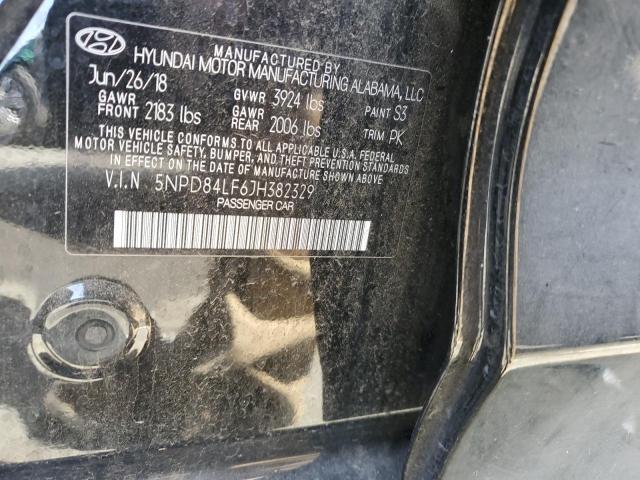 MANUFACTURED BY
HYUNDAI MOTOR MANUFACTURING ALABAMA, LLC
Jun/26/18 GVWR 3924 lbs PAINT S3
GAWR FRONT 2183 lbs GAWR REAR 2006 lbs TRIM PK
THIS VEHICLE CONFORMS TO ALL APPLICABLE U.S.A. FEDERAL
MOTOR VEHICLE SAFETY, BUMPER, AND THEFT PREVENTION STANDARDS
IN EFFECT ON THE DATE OF MANUFACTURE SHOWN ABOVE.
V.I.N 5NPD84LF6JH382329
PASSENGER CAR